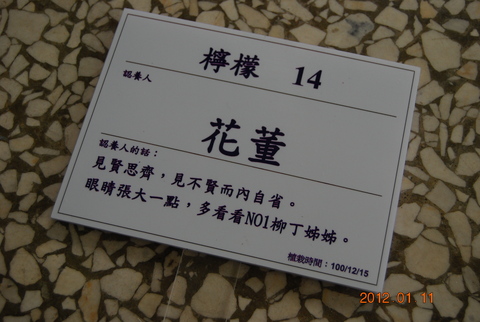 檸檬 14
認養人
花董
認養人的話：
見賢思齊，見不賢而內自省。
眼睛張大一點，多看看NO1柳丁姊姊。
植栽時間：100/12/15
2012 01 11